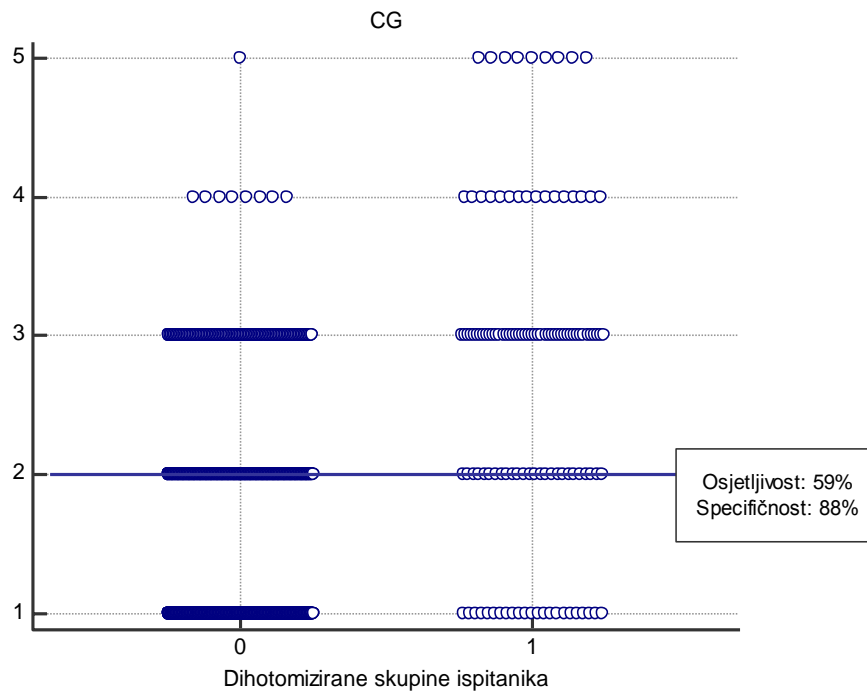 CG
5
4
3
2
1
Osjetljivost: 59%
Specifičnost: 88%
0 1
Dihotomizirane skupine ispitanika